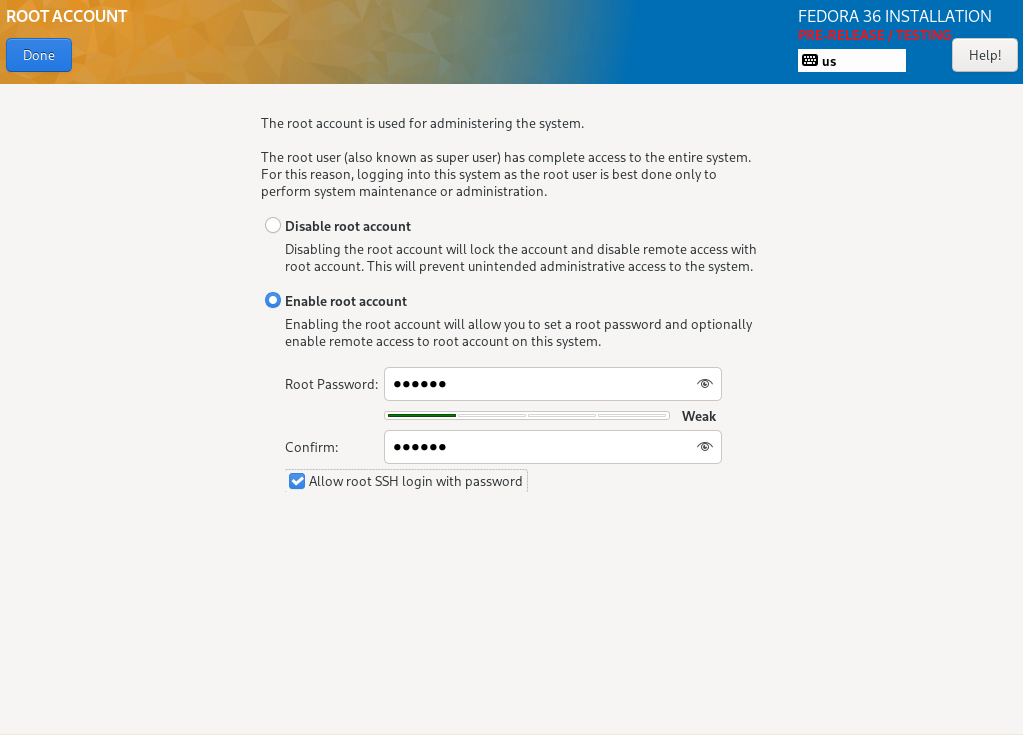 ROOT ACCOUNT
FEDORA 36 INSTALLATION
PRE-RELEASE / TESTING
Done
us
Help!
The root account is used for administering the system.
The root user (also known as super user) has complete access to the entire system.
For this reason, logging into this system as the root user is best done only to
perform system maintenance or administration.
Disable root account
Disabling the root account will lock the account and disable remote access with
root account. This will prevent unintended administrative access to the system.
Enable root account
Enabling the root account will allow you to set a root password and optionally
enable remote access to root account on this system.
Root Password: ●●●●●●
Weak
Confirm: ●●●●●●
Allow root SSH login with password